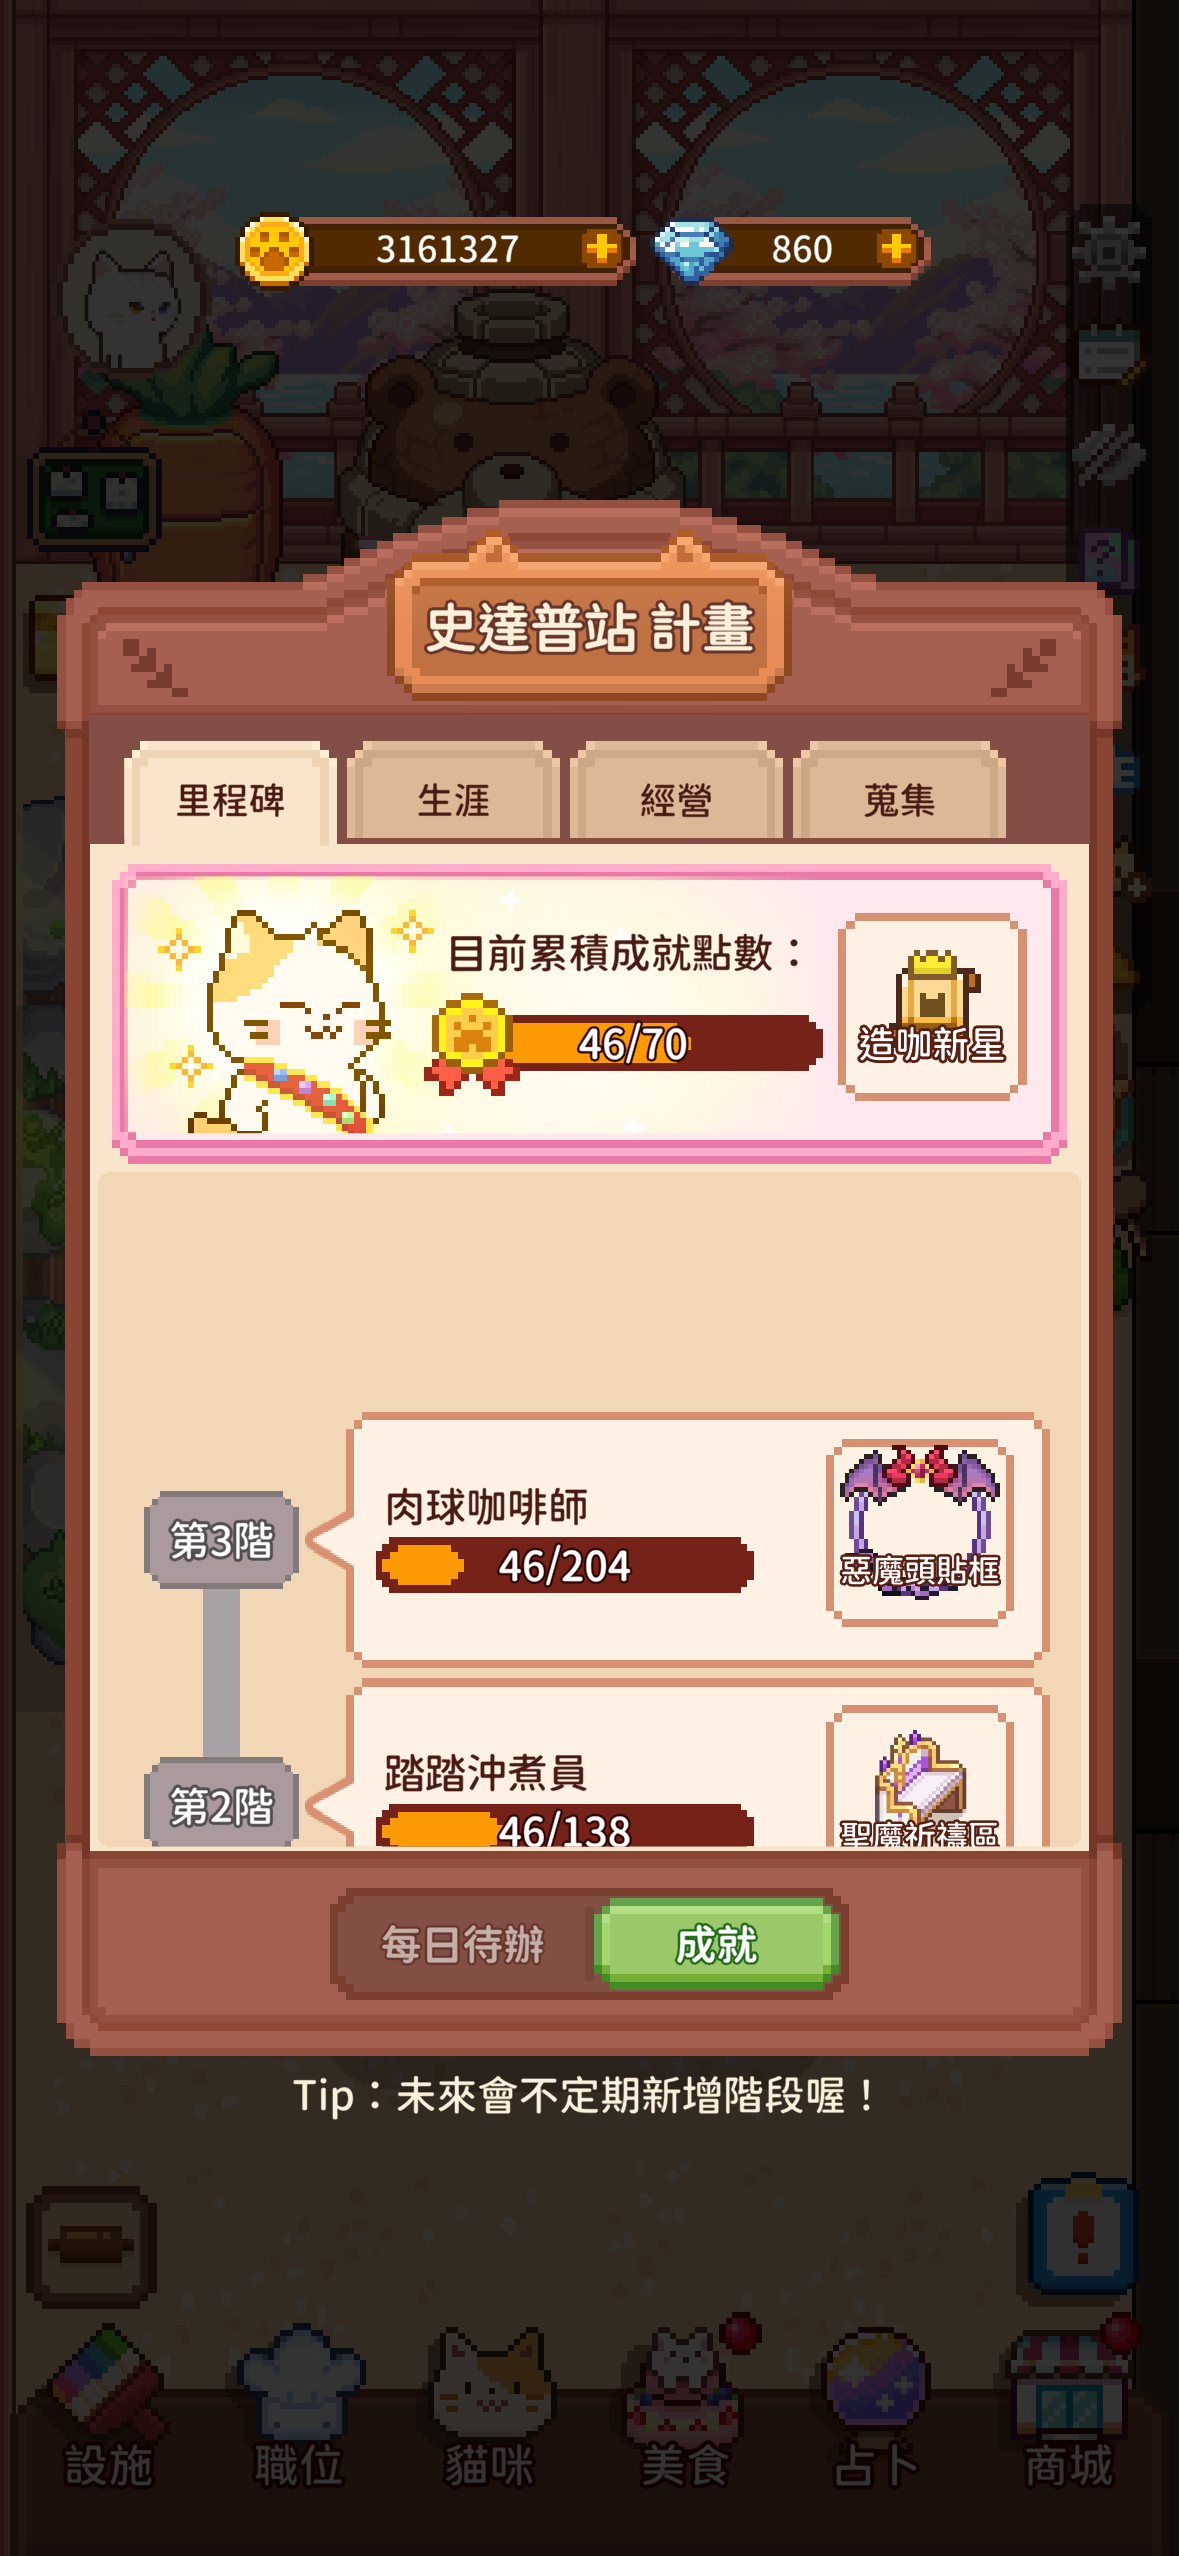 3161327
860
史達普站 計畫
里程碑
生涯
經營
蒐集
目前累積成就點數：
46/70
造咖新星
肉球咖啡師
第3階
46/204
惡魔頭貼框
踏踏沖煮員
第2階
46/138
聖魔祈禱區
每日待辦
成就
Tip：未來會不定期新增階段喔！
設施
職位
貓咪
美食
占卜
商城